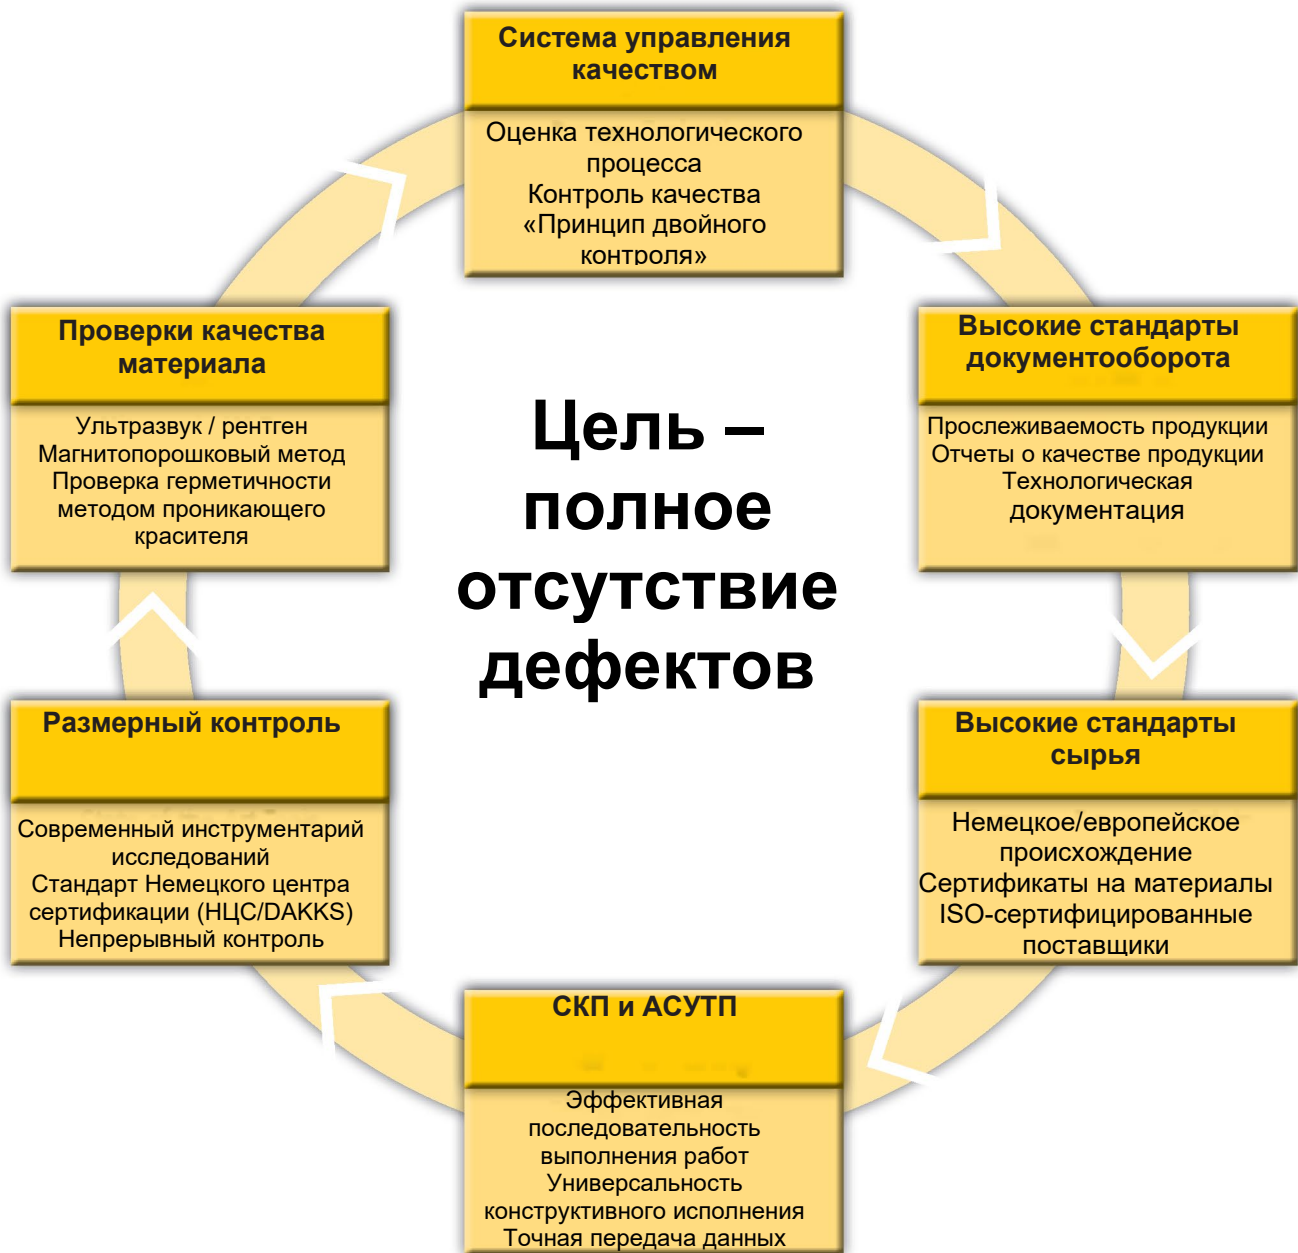 Система управления
качеством
Оценка технологического
процесса
Контроль качества
«Принцип двойного
контроля»
Высокие стандарты
документооборота
Прослеживаемость продукции
Отчеты о качестве продукции
Технологическая
документация
Высокие стандарты
сырья
Немецкое/европейское
происхождение
Сертификаты на материалы
ISO-сертифицированные
поставщики
СКП и АСУТП
Эффективная
последовательность
выполнения работ
Универсальность
конструктивного исполнения
Точная передача данных
Размерный контроль
Современный инструментарий
исследований
Стандарт Немецкого центра
сертификации (НЦС/DAKKS)
Непрерывный контроль
Проверки качества
материала
Ультразвук / рентген
Магнитопорошковый метод
Проверка герметичности
методом проникающего
красителя
Цель –
полное
отсутствие
дефектов